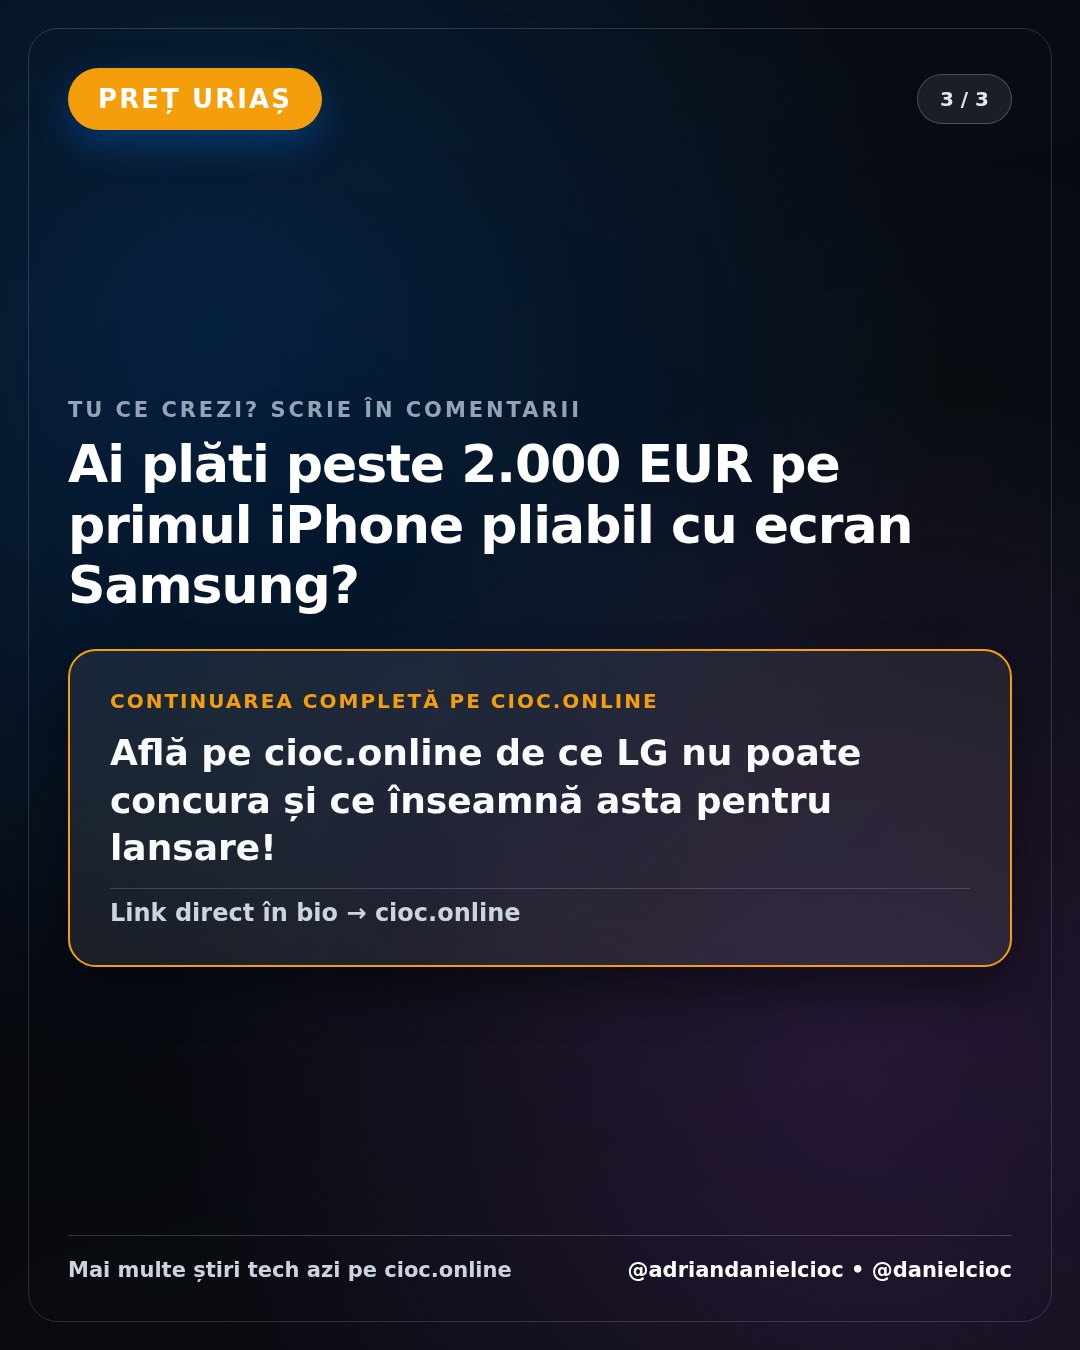 PREȚ URIAȘ
3 / 3
TU CE CREZI? SCRIE ÎN COMENTARII
Ai plăti peste 2.000 EUR pe
primul iPhone pliabil cu ecran
Samsung?
CONTINUAREA COMPLETĂ PE CIOC.ONLINE
Află pe cioc.online de ce LG nu poate
concura și ce înseamnă asta pentru
lansare!
Link direct în bio → cioc.online
Mai multe știri tech azi pe cioc.online
@adriandanielcioc • @danielcioc